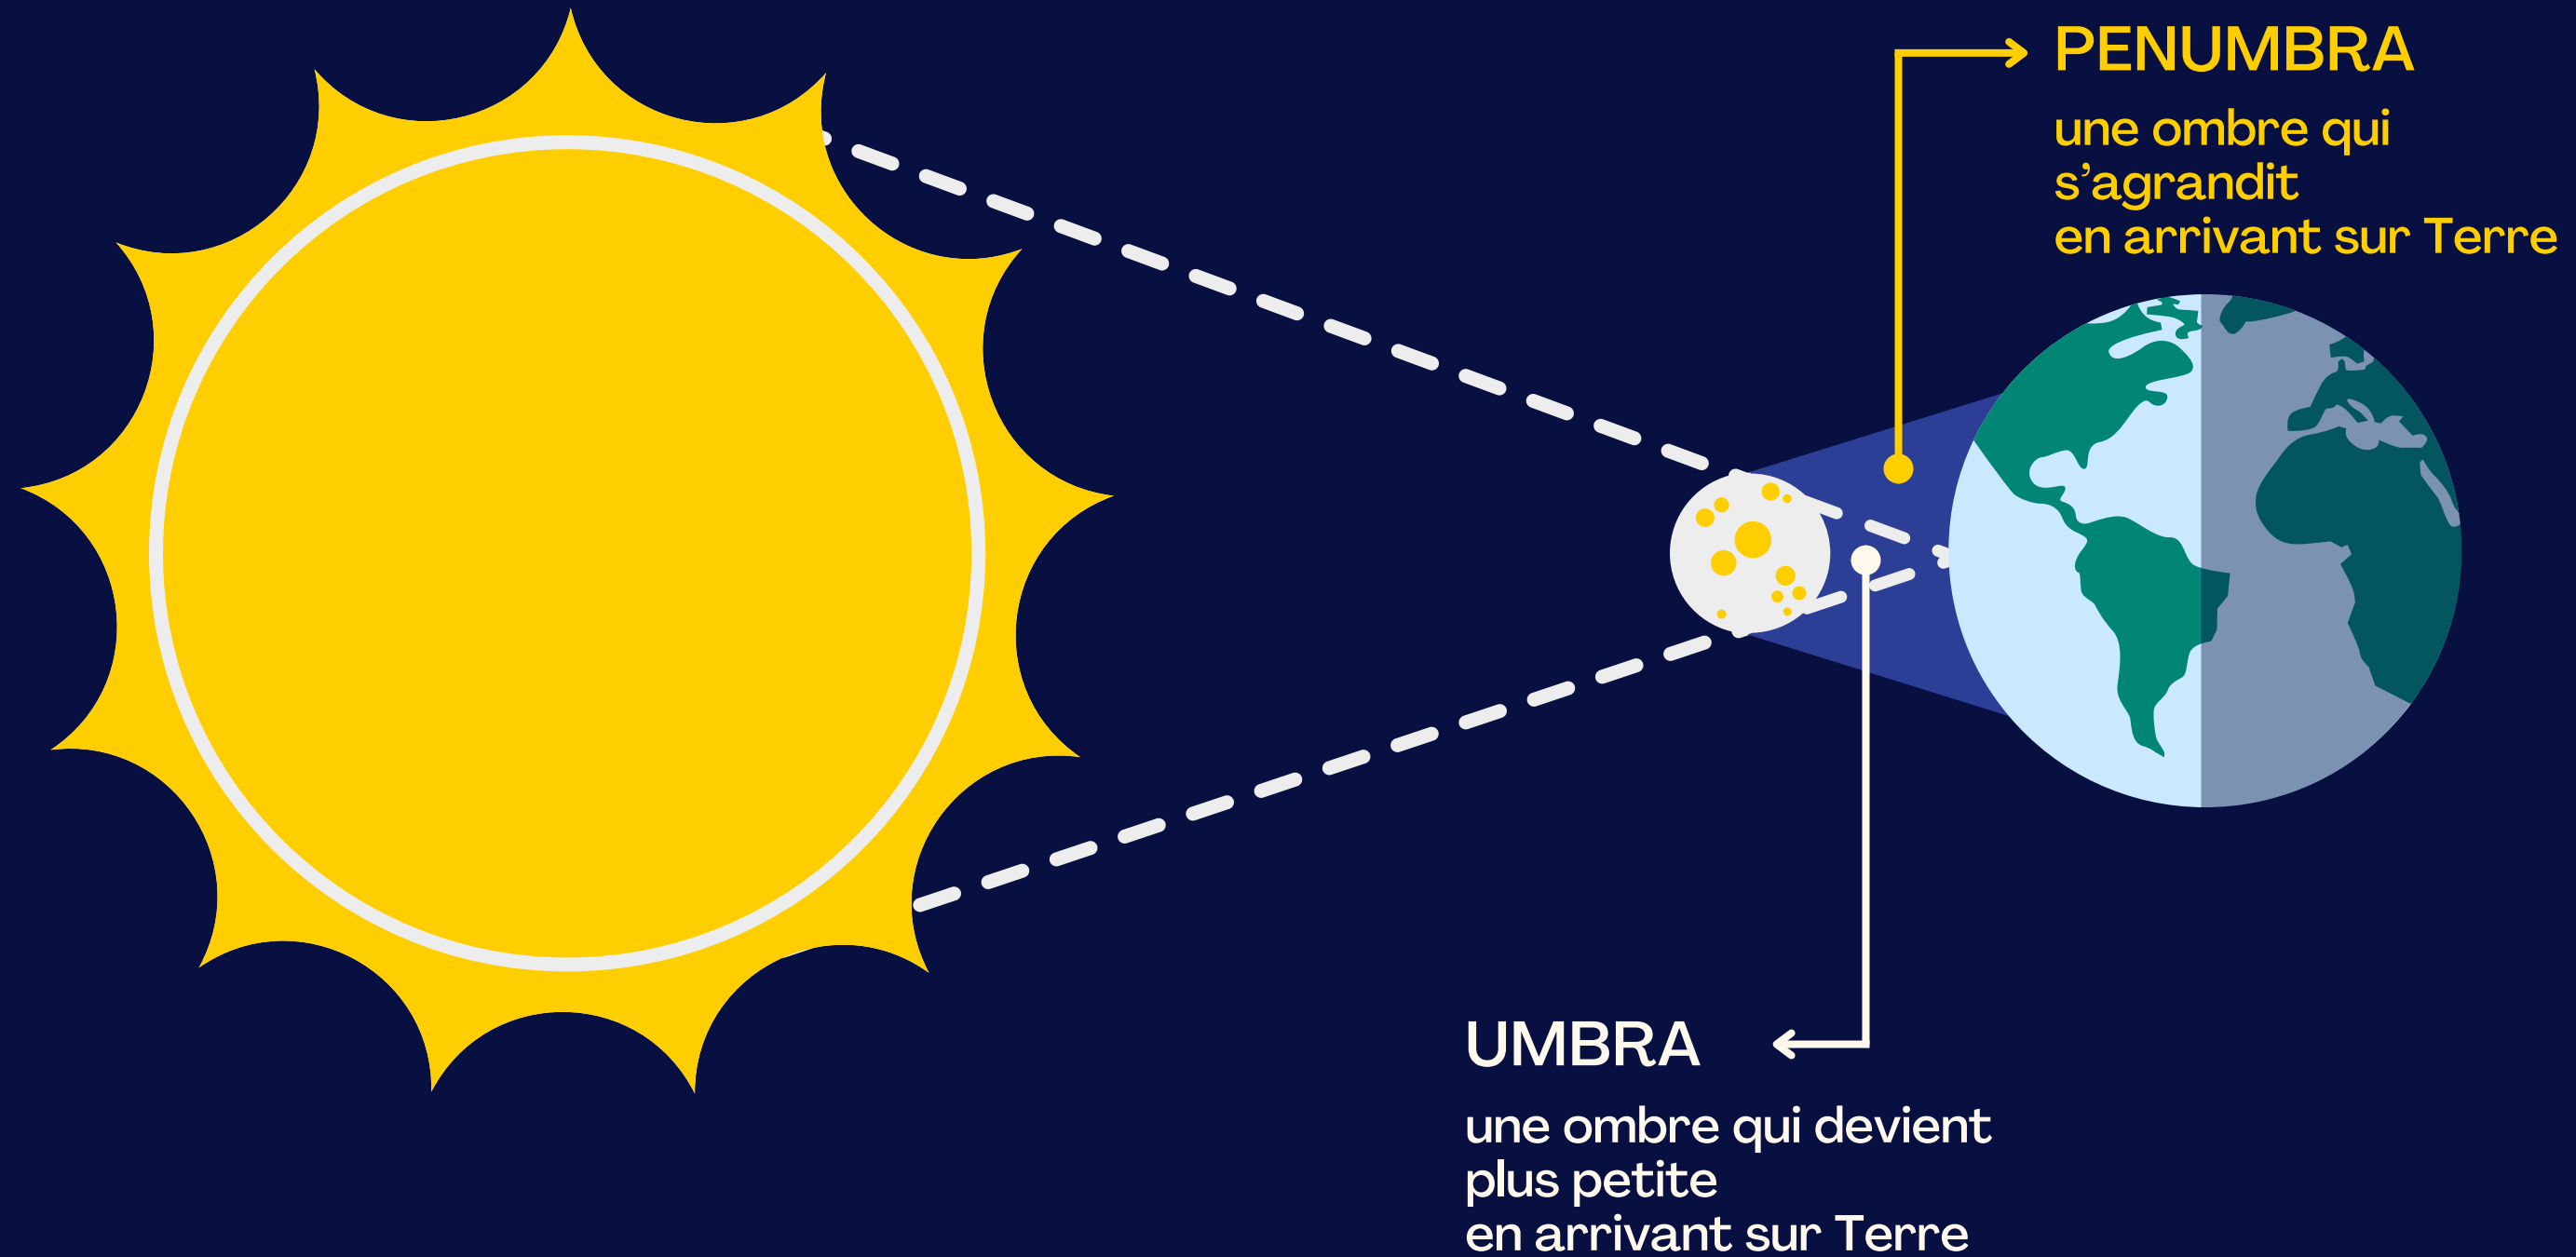 PENUMBRA
une ombre qui
s’agrandit
en arrivant sur Terre
UMBRA
une ombre qui devient
plus petite
en arrivant sur Terre